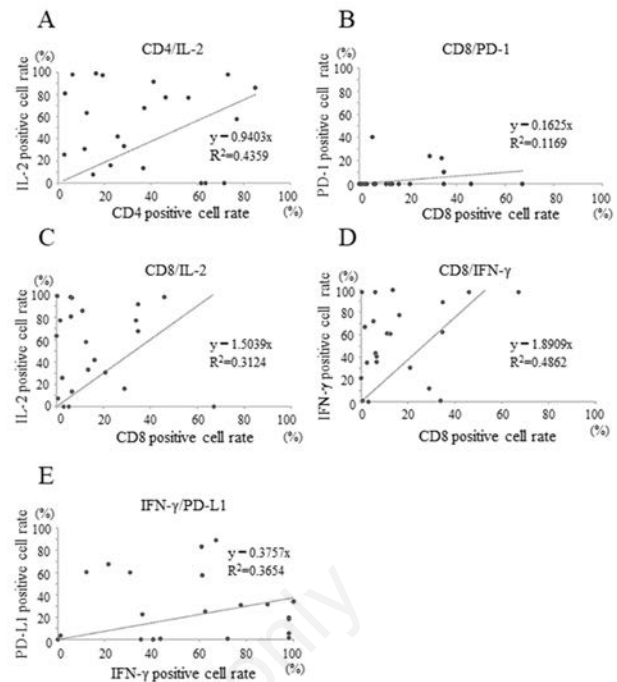 A
CD4/IL-2
(%)
100
80
60
40
20
0
IL-2 positive cell rate
y=0.9403x
R²=0.4359
0 20 40 60 80 100
CD4 positive cell rate (%)
B
CD8/PD-1
(%)
100
80
60
40
20
0
PD-1 positive cell rate
y=0.1625x
R²=0.1169
0 20 40 60 80 100
CD8 positive cell rate (%)
C
CD8/IL-2
(%)
100
80
60
40
20
0
IL-2 positive cell rate
y=1.5039x
R²=0.3124
0 20 40 60 80 100
CD8 positive cell rate (%)
D
CD8/IFN-γ
(%)
100
80
60
40
20
0
IFN-γ positive cell rate
y=1.8909x
R²=0.4862
0 20 40 60 80 100
CD8 positive cell rate (%)
E
IFN-γ/PD-L1
(%)
100
80
60
40
20
0
PD-L1 positive cell rate
y=0.3757x
R²=0.3654
0 20 40 60 80 100
IFN-γ positive cell rate (%)
only